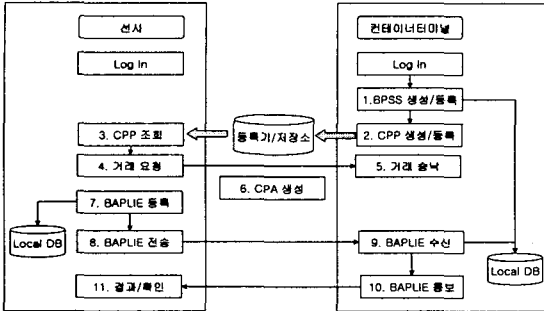 선사
컨테이너터미널
Log In
Log In
1.BPSS 생성/등록
3. CPP 조회
등록기/저장소
2. CPP 생성/등록
4. 거래 요청
5. 거래 승낙
6. CPA 생성
7. BAPLIE 등록
Local DB
8. BAPLIE 전송
9. BAPLIE 수신
Local DB
11. 결과/확인
10. BAPLIE 통보